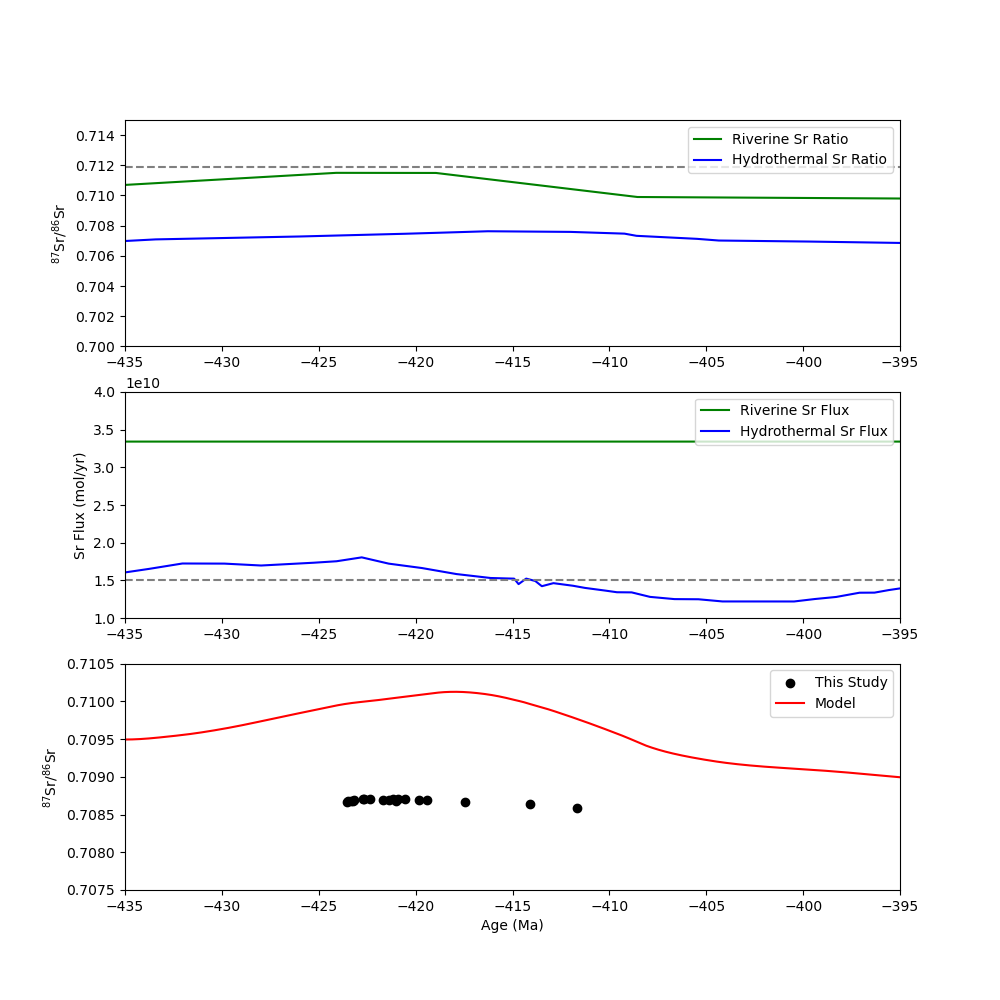 0.714
0.712
0.710
0.708
0.706
0.704
0.702
0.700
⁸⁷Sr/⁸⁶Sr
Riverine Sr Ratio
Hydrothermal Sr Ratio
−435 −430 −425 −420 −415 −410 −405 −400 −395
1e10
4.0
3.5
3.0
2.5
2.0
1.5
1.0
Sr Flux (mol/yr)
Riverine Sr Flux
Hydrothermal Sr Flux
−435 −430 −425 −420 −415 −410 −405 −400 −395
0.7105
0.7100
0.7095
0.7090
0.7085
0.7080
0.7075
⁸⁷Sr/⁸⁶Sr
This Study
Model
−435 −430 −425 −420 −415 −410 −405 −400 −395
Age (Ma)